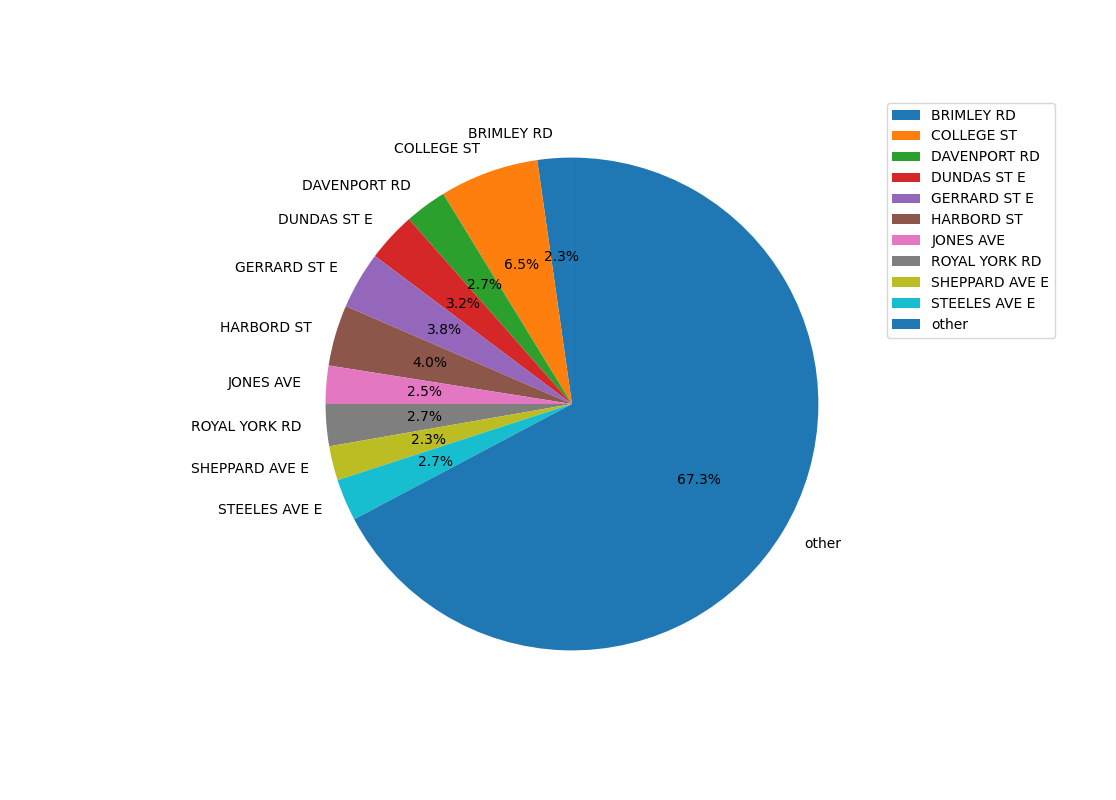 BRIMLEY RD
COLLEGE ST
DAVENPORT RD
DUNDAS ST E
GERRARD ST E
HARBORD ST
JONES AVE
ROYAL YORK RD
SHEPPARD AVE E
STEELES AVE E
other
2.3%
6.5%
2.7%
3.2%
3.8%
4.0%
2.5%
2.7%
2.3%
2.7%
67.3%
BRIMLEY RD
COLLEGE ST
DAVENPORT RD
DUNDAS ST E
GERRARD ST E
HARBORD ST
JONES AVE
ROYAL YORK RD
SHEPPARD AVE E
STEELES AVE E
other